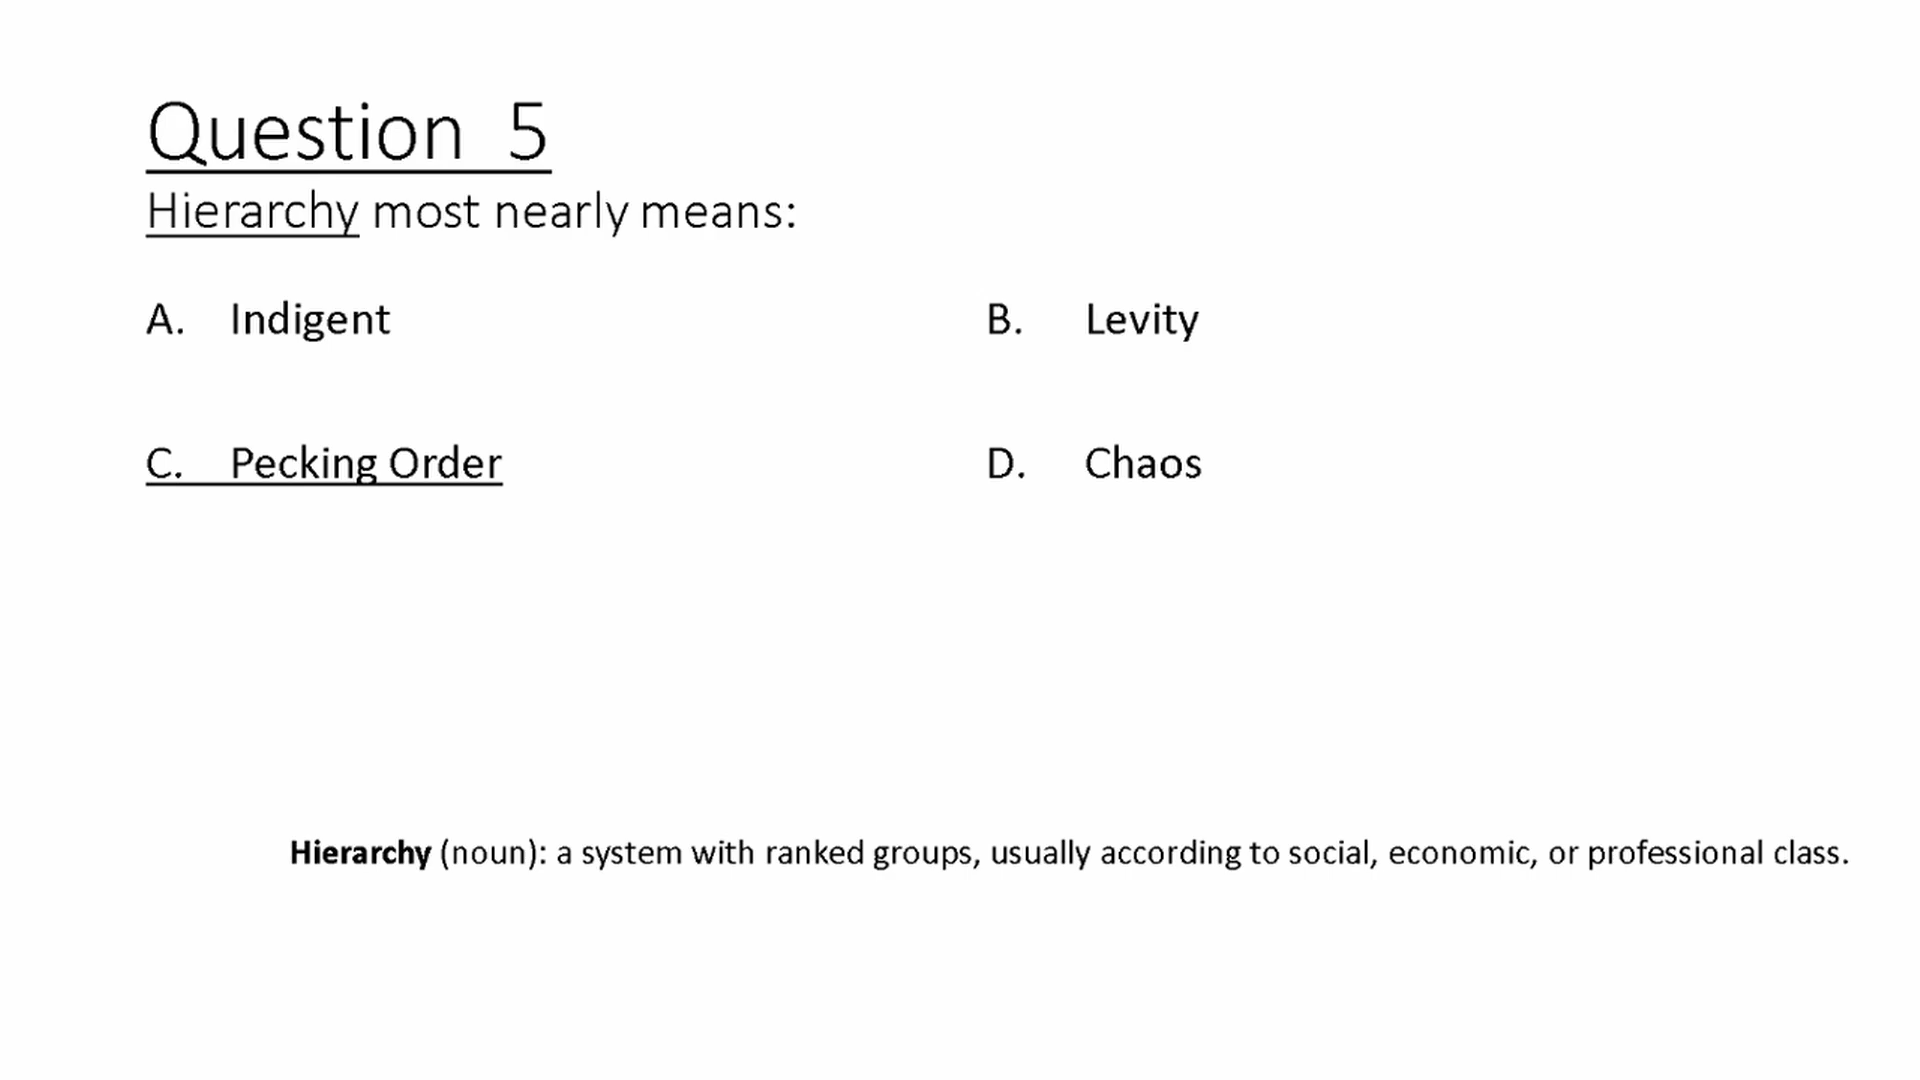 Question 5
Hierarchy most nearly means:
A. Indigent
B. Levity
C. Pecking Order
D. Chaos
Hierarchy (noun): a system with ranked groups, usually according to social, economic, or professional class.